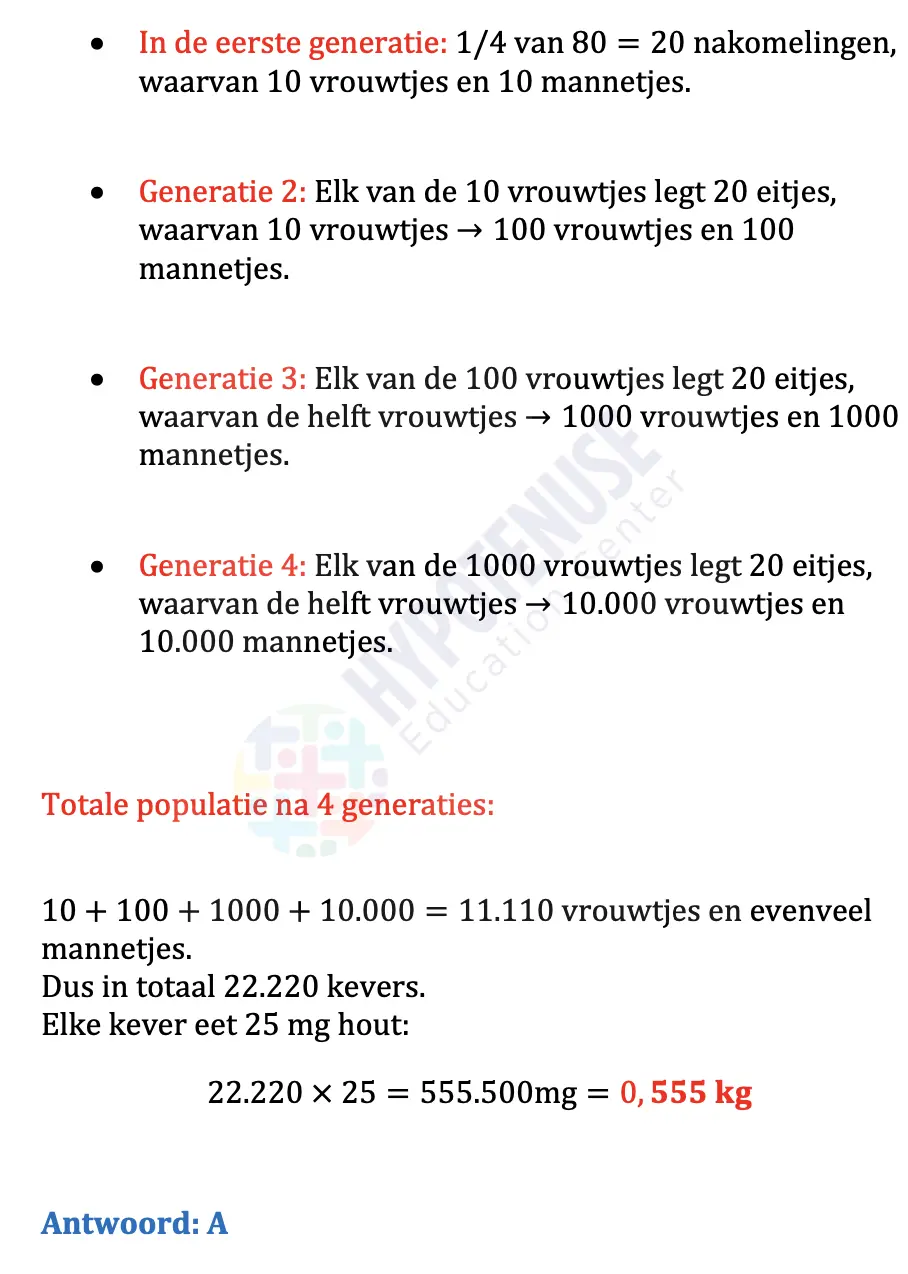 • In de eerste generatie: 1/4 van 80 = 20 nakomelingen,
waarvan 10 vrouwtjes en 10 mannetjes.
• Generatie 2: Elk van de 10 vrouwtjes legt 20 eitjes,
waarvan 10 vrouwtjes → 100 vrouwtjes en 100
mannetjes.
• Generatie 3: Elk van de 100 vrouwtjes legt 20 eitjes,
waarvan de helft vrouwtjes → 1000 vrouwtjes en 1000
mannetjes.
• Generatie 4: Elk van de 1000 vrouwtjes legt 20 eitjes,
waarvan de helft vrouwtjes → 10.000 vrouwtjes en
10.000 mannetjes.
HYPOTENUSE
Education Center
Totale populatie na 4 generaties:
10 + 100 + 1000 + 10.000 = 11.110 vrouwtjes en evenveel
mannetjes.
Dus in totaal 22.220 kevers.
Elke kever eet 25 mg hout:
22.220 × 25 = 555.500mg = 0, 555 kg
Antwoord: A